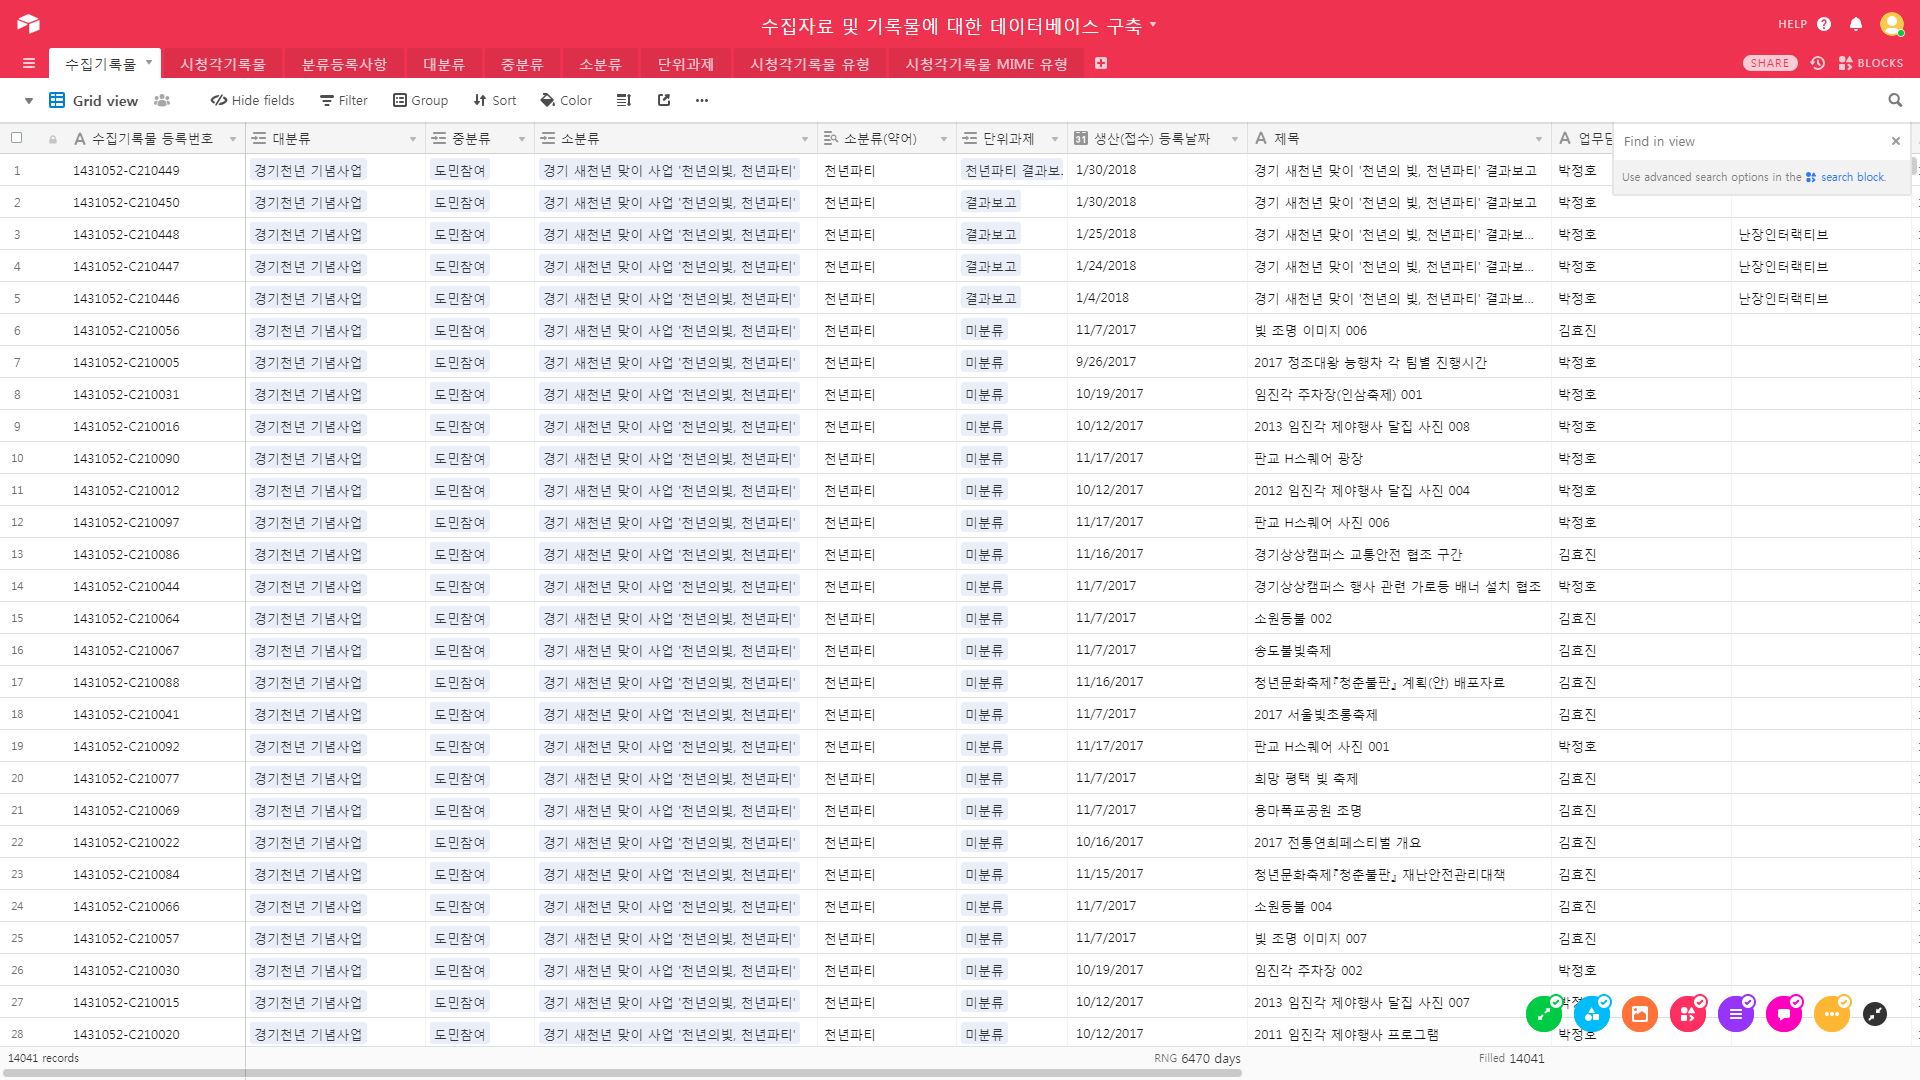 수집자료 및 기록물에 대한 데이터베이스 구축
HELP
수집기록물 시청각기록물 분류등록사항 대분류 중분류 소분류 단위과제 시청각기록물 유형 시청각기록물 MIME 유형 SHARE BLOCKS
Grid view Hide fields Filter Group Sort Color
수집기록물 등록번호 대분류 중분류 소분류 소분류(약어) 단위과제 생산(접수) 등록날짜 제목
Find in view
Use advanced search options in the search block.
1 1431052-C210449 경기천년 기념사업 도민참여 경기 새천년 맞이 사업 '천년의빛, 천년파티' 천년파티 천년파티 결과보. 1/30/2018 경기 새천년 맞이 '천년의 빛, 천년파티' 결과보고 박정호
2 1431052-C210450 경기천년 기념사업 도민참여 경기 새천년 맞이 사업 '천년의빛, 천년파티' 천년파티 결과보고 1/30/2018 경기 새천년 맞이 '천년의 빛, 천년파티' 결과보고 박정호
3 1431052-C210448 경기천년 기념사업 도민참여 경기 새천년 맞이 사업 '천년의빛, 천년파티' 천년파티 결과보고 1/25/2018 경기 새천년 맞이 '천년의 빛, 천년파티' 결과보... 박정호 난장인터랙티브
4 1431052-C210447 경기천년 기념사업 도민참여 경기 새천년 맞이 사업 '천년의빛, 천년파티' 천년파티 결과보고 1/24/2018 경기 새천년 맞이 '천년의 빛, 천년파티' 결과보... 박정호 난장인터랙티브
5 1431052-C210446 경기천년 기념사업 도민참여 경기 새천년 맞이 사업 '천년의빛, 천년파티' 천년파티 결과보고 1/4/2018 경기 새천년 맞이 '천년의 빛, 천년파티' 결과보... 박정호 난장인터랙티브
6 1431052-C210056 경기천년 기념사업 도민참여 경기 새천년 맞이 사업 '천년의빛, 천년파티' 천년파티 미분류 11/7/2017 빛 조명 이미지 006 김효진
7 1431052-C210005 경기천년 기념사업 도민참여 경기 새천년 맞이 사업 '천년의빛, 천년파티' 천년파티 미분류 9/26/2017 2017 정조대왕 능행차 각 팀별 진행시간 박정호
8 1431052-C210031 경기천년 기념사업 도민참여 경기 새천년 맞이 사업 '천년의빛, 천년파티' 천년파티 미분류 10/19/2017 임진각 주차장(인삼축제) 001 박정호
9 1431052-C210016 경기천년 기념사업 도민참여 경기 새천년 맞이 사업 '천년의빛, 천년파티' 천년파티 미분류 10/12/2017 2013 임진각 제야행사 달집 사진 008 박정호
10 1431052-C210090 경기천년 기념사업 도민참여 경기 새천년 맞이 사업 '천년의빛, 천년파티' 천년파티 미분류 11/17/2017 판교 H스퀘어 광장 박정호
11 1431052-C210012 경기천년 기념사업 도민참여 경기 새천년 맞이 사업 '천년의빛, 천년파티' 천년파티 미분류 10/12/2017 2012 임진각 제야행사 달집 사진 004 박정호
12 1431052-C210097 경기천년 기념사업 도민참여 경기 새천년 맞이 사업 '천년의빛, 천년파티' 천년파티 미분류 11/17/2017 판교 H스퀘어 사진 006 박정호
13 1431052-C210086 경기천년 기념사업 도민참여 경기 새천년 맞이 사업 '천년의빛, 천년파티' 천년파티 미분류 11/16/2017 경기상상캠퍼스 교통안전 협조 구간 김효진
14 1431052-C210044 경기천년 기념사업 도민참여 경기 새천년 맞이 사업 '천년의빛, 천년파티' 천년파티 미분류 11/7/2017 경기상상캠퍼스 행사 관련 가로등 배너 설치 협조 박정호
15 1431052-C210064 경기천년 기념사업 도민참여 경기 새천년 맞이 사업 '천년의빛, 천년파티' 천년파티 미분류 11/7/2017 소원등불 002 김효진
16 1431052-C210067 경기천년 기념사업 도민참여 경기 새천년 맞이 사업 '천년의빛, 천년파티' 천년파티 미분류 11/7/2017 송도불빛축제 김효진
17 1431052-C210088 경기천년 기념사업 도민참여 경기 새천년 맞이 사업 '천년의빛, 천년파티' 천년파티 미분류 11/16/2017 청년문화축제『청춘불판』 계획(안) 배포자료 김효진
18 1431052-C210041 경기천년 기념사업 도민참여 경기 새천년 맞이 사업 '천년의빛, 천년파티' 천년파티 미분류 11/7/2017 2017 서울빛초롱축제 김효진
19 1431052-C210092 경기천년 기념사업 도민참여 경기 새천년 맞이 사업 '천년의빛, 천년파티' 천년파티 미분류 11/17/2017 판교 H스퀘어 사진 001 박정호
20 1431052-C210077 경기천년 기념사업 도민참여 경기 새천년 맞이 사업 '천년의빛, 천년파티' 천년파티 미분류 11/7/2017 희망 평택 빛 축제 김효진
21 1431052-C210069 경기천년 기념사업 도민참여 경기 새천년 맞이 사업 '천년의빛, 천년파티' 천년파티 미분류 11/7/2017 용마폭포공원 조명 김효진
22 1431052-C210022 경기천년 기념사업 도민참여 경기 새천년 맞이 사업 '천년의빛, 천년파티' 천년파티 미분류 10/16/2017 2017 전통연희페스티벌 개요 김효진
23 1431052-C210084 경기천년 기념사업 도민참여 경기 새천년 맞이 사업 '천년의빛, 천년파티' 천년파티 미분류 11/15/2017 청년문화축제『청춘불판』 재난안전관리대책 김효진
24 1431052-C210066 경기천년 기념사업 도민참여 경기 새천년 맞이 사업 '천년의빛, 천년파티' 천년파티 미분류 11/7/2017 소원등불 004 김효진
25 1431052-C210057 경기천년 기념사업 도민참여 경기 새천년 맞이 사업 '천년의빛, 천년파티' 천년파티 미분류 11/7/2017 빛 조명 이미지 007 김효진
26 1431052-C210030 경기천년 기념사업 도민참여 경기 새천년 맞이 사업 '천년의빛, 천년파티' 천년파티 미분류 10/19/2017 임진각 주차장 002 박정호
27 1431052-C210015 경기천년 기념사업 도민참여 경기 새천년 맞이 사업 '천년의빛, 천년파티' 천년파티 미분류 10/12/2017 2013 임진각 제야행사 달집 사진 007
28 1431052-C210020 경기천년 기념사업 도민참여 경기 새천년 맞이 사업 '천년의빛, 천년파티' 천년파티 미분류 10/12/2017 2011 임진각 제야행사 프로그램 박정호
14041 records RNG 6470 days Filled 14041